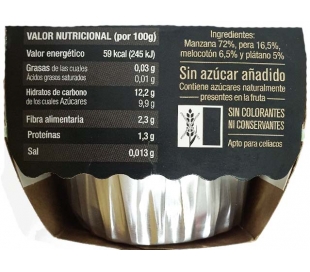 VALOR NUTRICIONAL (por 100g)
Valor energético 59 kcal (245 kJ)
Grasas de las cuales 0,03 g
Ácidos grasos saturados 0,01 g
Hidratos de carbono 12,2 g
de los cuales Azúcares 9,9 g
Fibra alimentaria 2,3 g
Proteínas 1,3 g
Sal 0,013 g
Ingredientes:
Manzana 72%, pera 16,5%,
melocotón 6,5% y plátano 5%
Sin azúcar añadido
Contiene azúcares naturalmente
presentes en la fruta
SIN COLORANTES
NI CONSERVANTES
Apto para celiacos